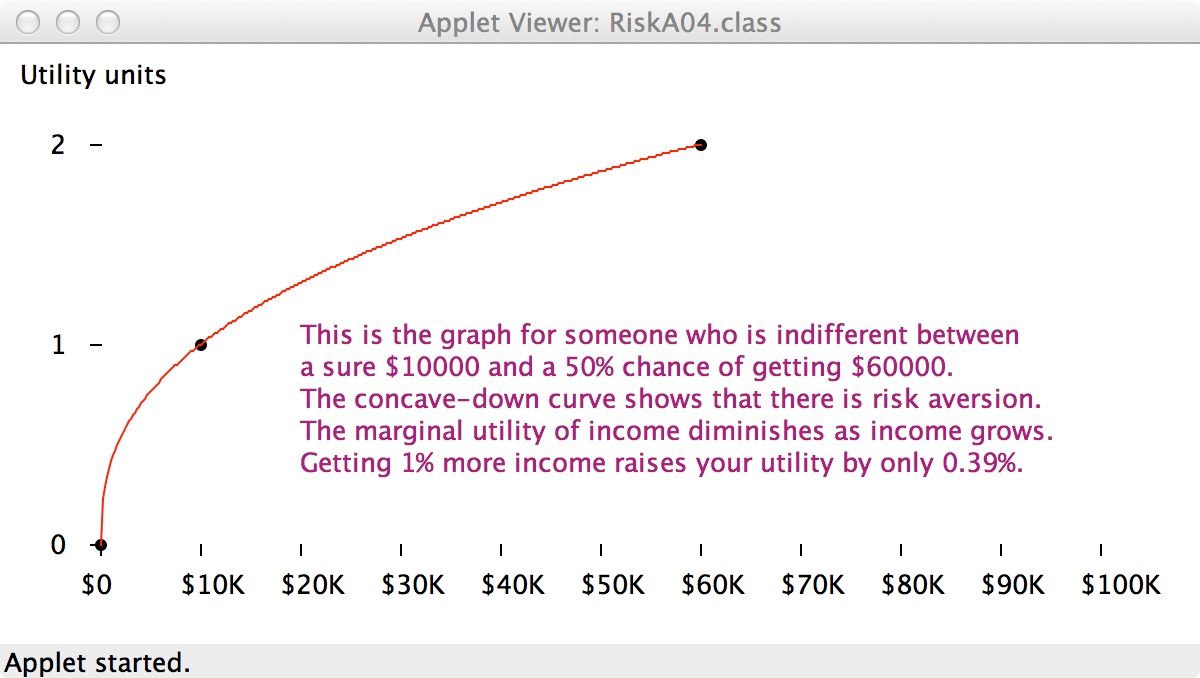 Applet Viewer: RiskA04.class
Utility units
2
1
This is the graph for someone who is indifferent between
a sure $10000 and a 50% chance of getting $60000.
The concave-down curve shows that there is risk aversion.
The marginal utility of income diminishes as income grows.
Getting 1% more income raises your utility by only 0.39%.
0
$0 $10K $20K $30K $40K $50K $60K $70K $80K $90K $100K
Applet started.